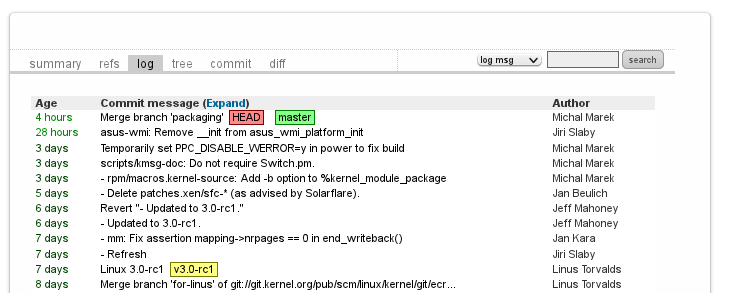 summary refs log tree commit diff log msg search
Age Commit message (Expand) Author
4 hours Merge branch 'packaging' HEAD master Michal Marek
28 hours asus-wmi: Remove __init from asus_wmi_platform_init Jiri Slaby
3 days Temporarily set PPC_DISABLE_WERROR=y in power to fix build Michal Marek
3 days scripts/kmsg-doc: Do not require Switch.pm. Michal Marek
3 days - rpm/macros.kernel-source: Add -b option to %kernel_module_package Michal Marek
5 days - Delete patches.xen/sfc-* (as advised by Solarflare). Jan Beulich
6 days Revert "- Updated to 3.0-rc1." Jeff Mahoney
6 days - Updated to 3.0-rc1. Jeff Mahoney
7 days - mm: Fix assertion mapping->nrpages == 0 in end_writeback() Jan Kara
7 days - Refresh Jiri Slaby
7 days Linux 3.0-rc1 v3.0-rc1 Linus Torvalds
8 days Merge branch 'for-linus' of git://git.kernel.org/pub/scm/linux/kernel/git/ecr... Linus Torvalds